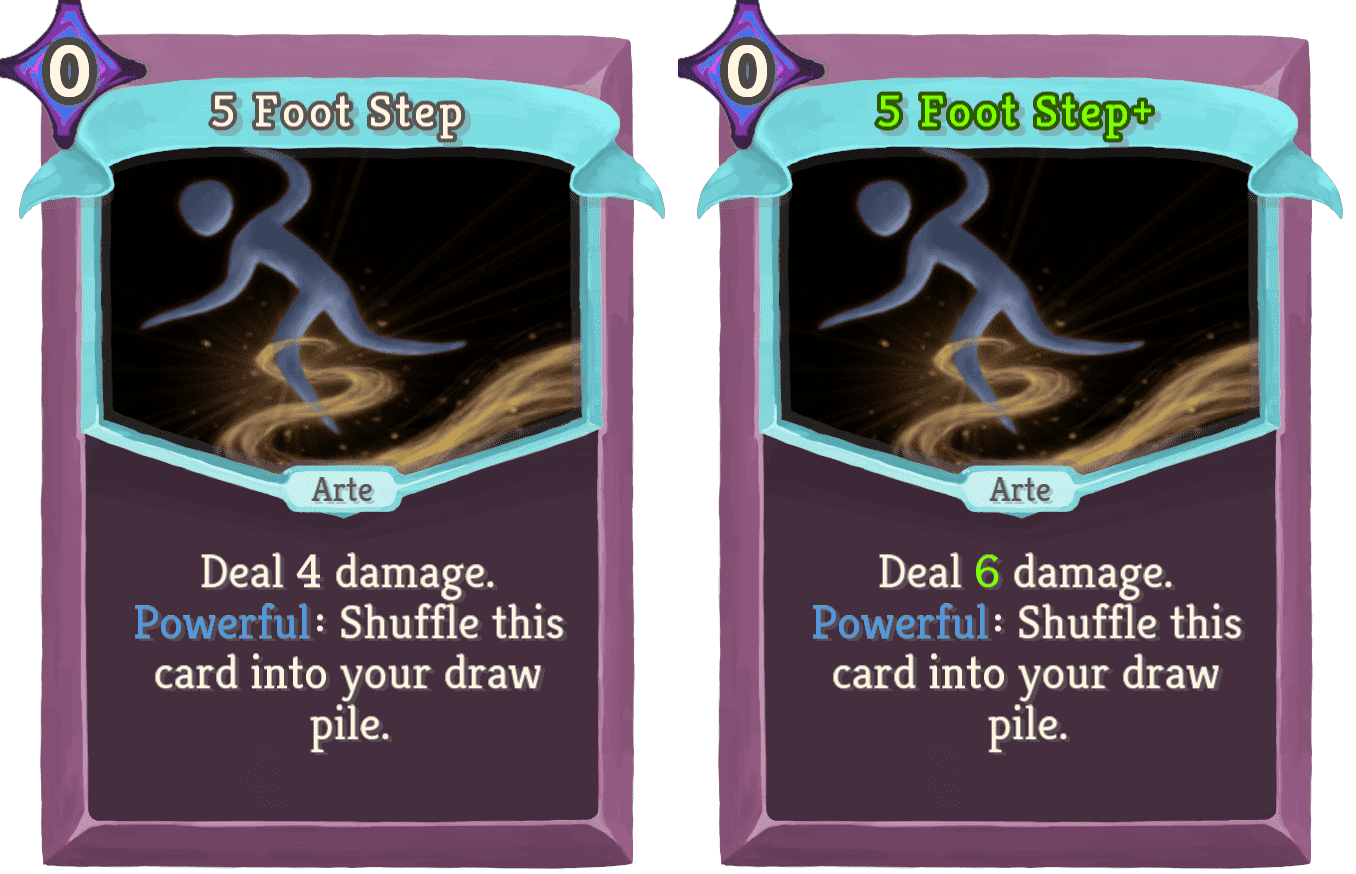 0
5 Foot Step
Arte
Deal 4 damage.
Powerful: Shuffle this
card into your draw
pile.
0
5 Foot Step+
Arte
Deal 6 damage.
Powerful: Shuffle this
card into your draw
pile.